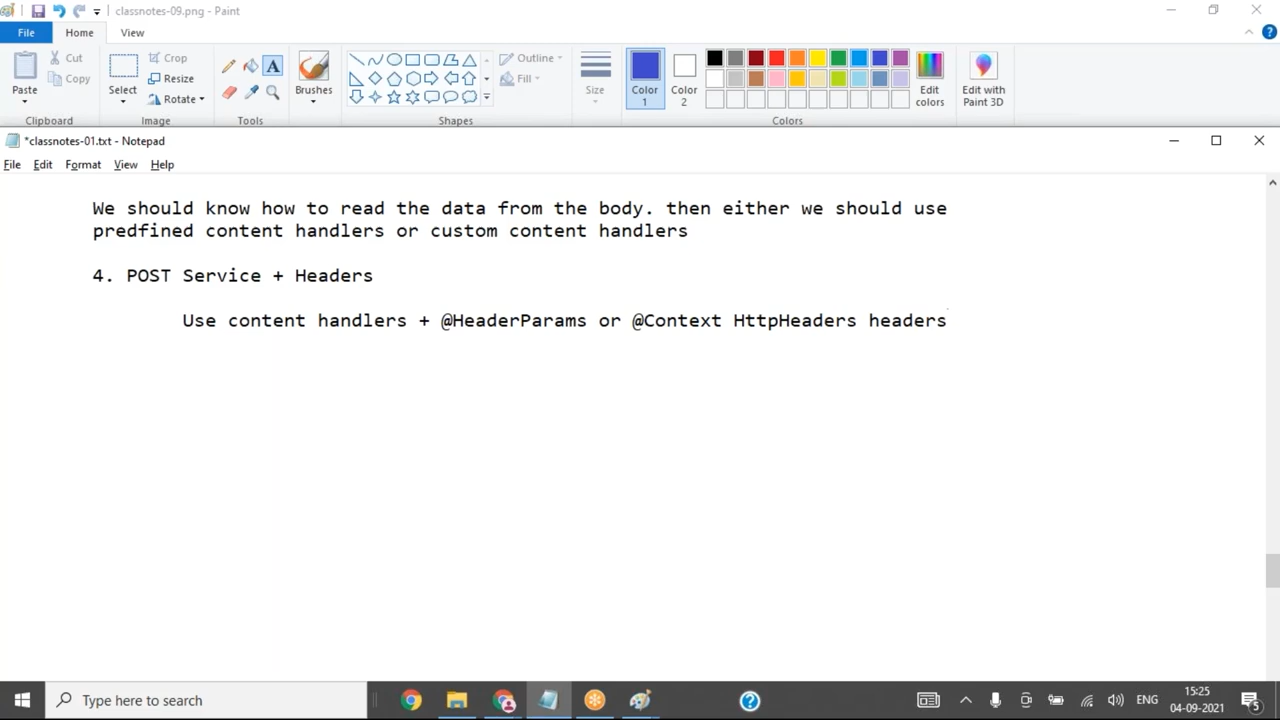 classnotes-09.png - Paint
File Home View
Paste
Cut
Copy
Clipboard
Select
Crop
Resize
Rotate
Image
A
Tools
Brushes
Outline
Fill
Shapes
Size
Color 1
Color 2
Edit colors
Edit with Paint 3D
Colors
*classnotes-01.txt - Notepad
File Edit Format View Help
We should know how to read the data from the body. then either we should use
predfined content handlers or custom content handlers
4. POST Service + Headers
Use content handlers + @HeaderParams or @Context HttpHeaders headers
Type here to search
ENG
15:25
04-09-2021
5